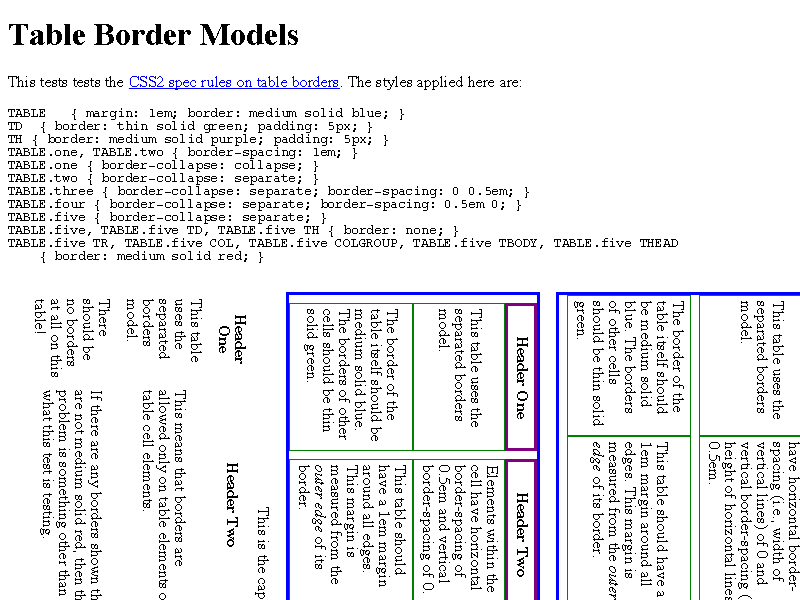 Table Border Models
This tests tests the CSS2 spec rules on table borders. The styles applied here are:
TABLE   { margin: 1em; border: medium solid blue; }
TD  { border: thin solid green; padding: 5px; }
TH { border: medium solid purple; padding: 5px; }
TABLE.one, TABLE.two { border-spacing: 1em; }
TABLE.one { border-collapse: collapse; }
TABLE.two { border-collapse: separate; }
TABLE.three { border-collapse: separate; border-spacing: 0 0.5em; }
TABLE.four { border-collapse: separate; border-spacing: 0.5em 0; }
TABLE.five { border-collapse: separate; }
TABLE.five, TABLE.five TD, TABLE.five TH { border: none; }
TABLE.five TR, TABLE.five COL, TABLE.five COLGROUP, TABLE.five TBODY, TABLE.five THEAD
    { border: medium solid red; }
This table uses the
separated borders
model.
have horizontal border-
spacing (i.e., width of
vertical lines) of 0 and
vertical border-spacing (
height of horizontal lines
0.5em.
The border of the
table itself should
be medium solid
blue. The borders
of other cells
should be thin solid
green.
This table should have a
1em margin around all
edges. This margin is
measured from the outer
edge of its border.
Header One
Header Two
This table uses the
separated borders
model.
Elements within the
cell have horizontal
border-spacing of
0.5em and vertical
border-spacing of 0.
The border of the
table itself should be
medium solid blue.
The borders of other
cells should be thin
solid green.
This table should
have a 1em margin
around all edges.
This margin is
measured from the
outer edge of its
border.
This is the cap
Header
One
Header Two
This table
uses the
separated
borders
model.
This means that borders are
allowed only on table elements o
table cell elements
There
should be
no borders
at all on this
table!
If there are any borders shown th
are not medium solid red, then th
problem is something other than
what this test is testing.